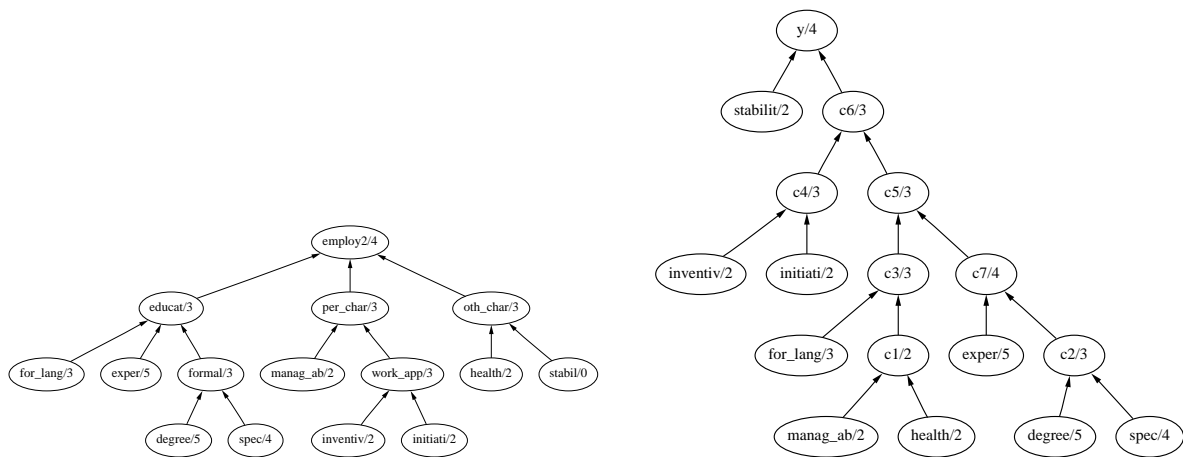 employ2/4
educat/3 per_char/3 oth_char/3
for_lang/3 exper/5 formal/3 manag_ab/2 work_app/3 health/2 stabil/0
degree/5 spec/4 inventiv/2 initiati/2
y/4
stabilit/2 c6/3
c4/3 c5/3
inventiv/2 initiati/2 c3/3 c7/4
for_lang/3 c1/2 exper/5 c2/3
manag_ab/2 health/2 degree/5 spec/4